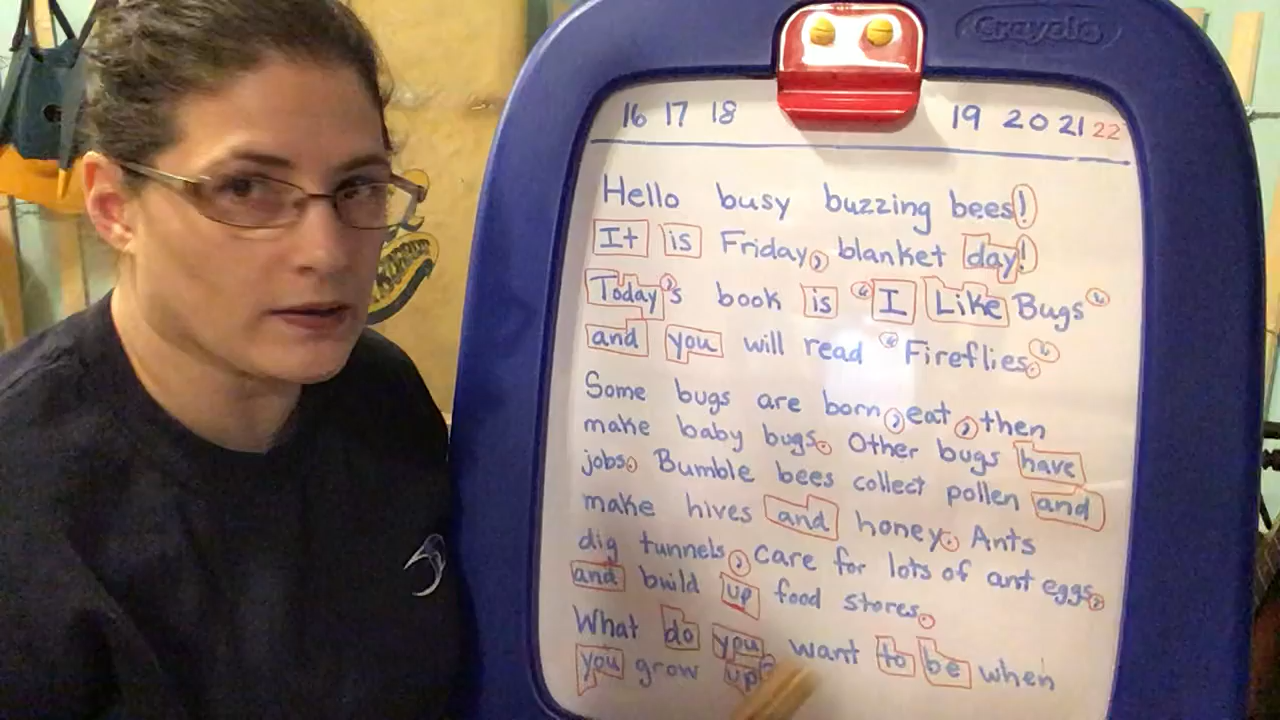 Crayola
16 17 18 19 20 21 22
Hello busy buzzing bees!
It is Friday, blanket day!
Today's book is "I Like Bugs"
and you will read "Fireflies."
Some bugs are born, eat, then
make baby bugs. Other bugs have
jobs. Bumble bees collect pollen and
make hives and honey. Ants
dig tunnels, care for lots of ant eggs,
and build up food stores.
What do you want to be when
you grow up?